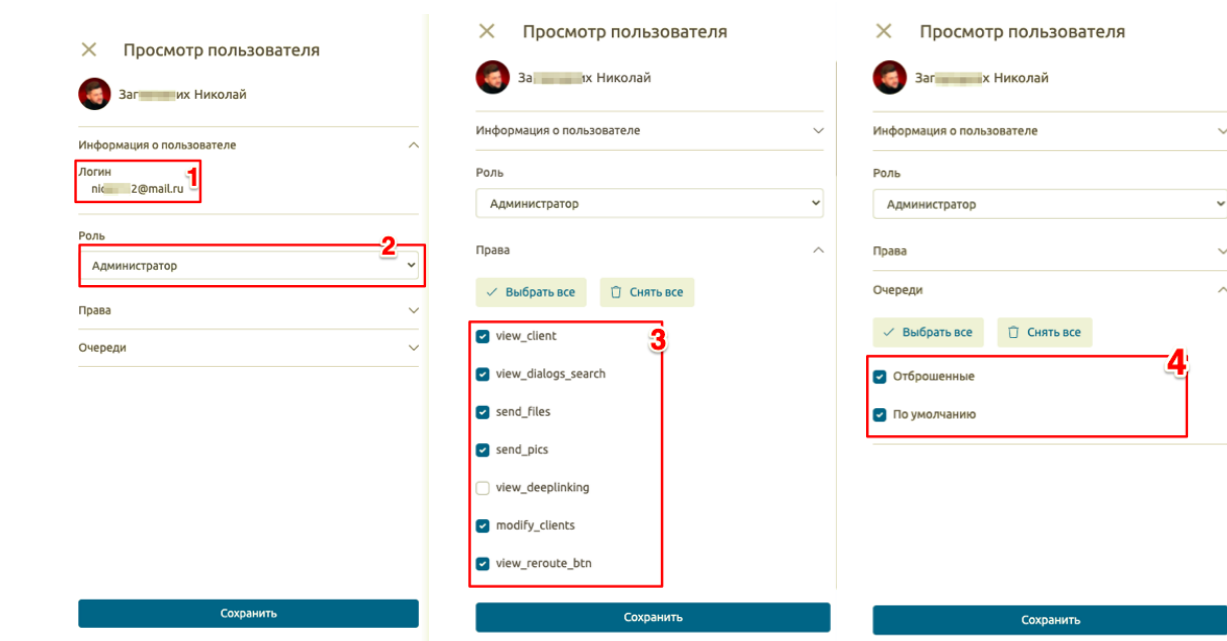 Просмотр пользователя
Николай
Информация о пользователе
Логин
2@mail.ru
1
Роль
2
Администратор
Права
Очереди
Сохранить
Просмотр пользователя
Николай
Информация о пользователе
Роль
Администратор
Права
Выбрать все Снять все
3
view_client
view_dialogs_search
send_files
send_pics
view_deeplinking
modify_clients
view_reroute_btn
Сохранить
Просмотр пользователя
Николай
Информация о пользователе
Роль
Администратор
Права
Очереди
Выбрать все Снять все
4
Отброшенные
По умолчанию
Сохранить